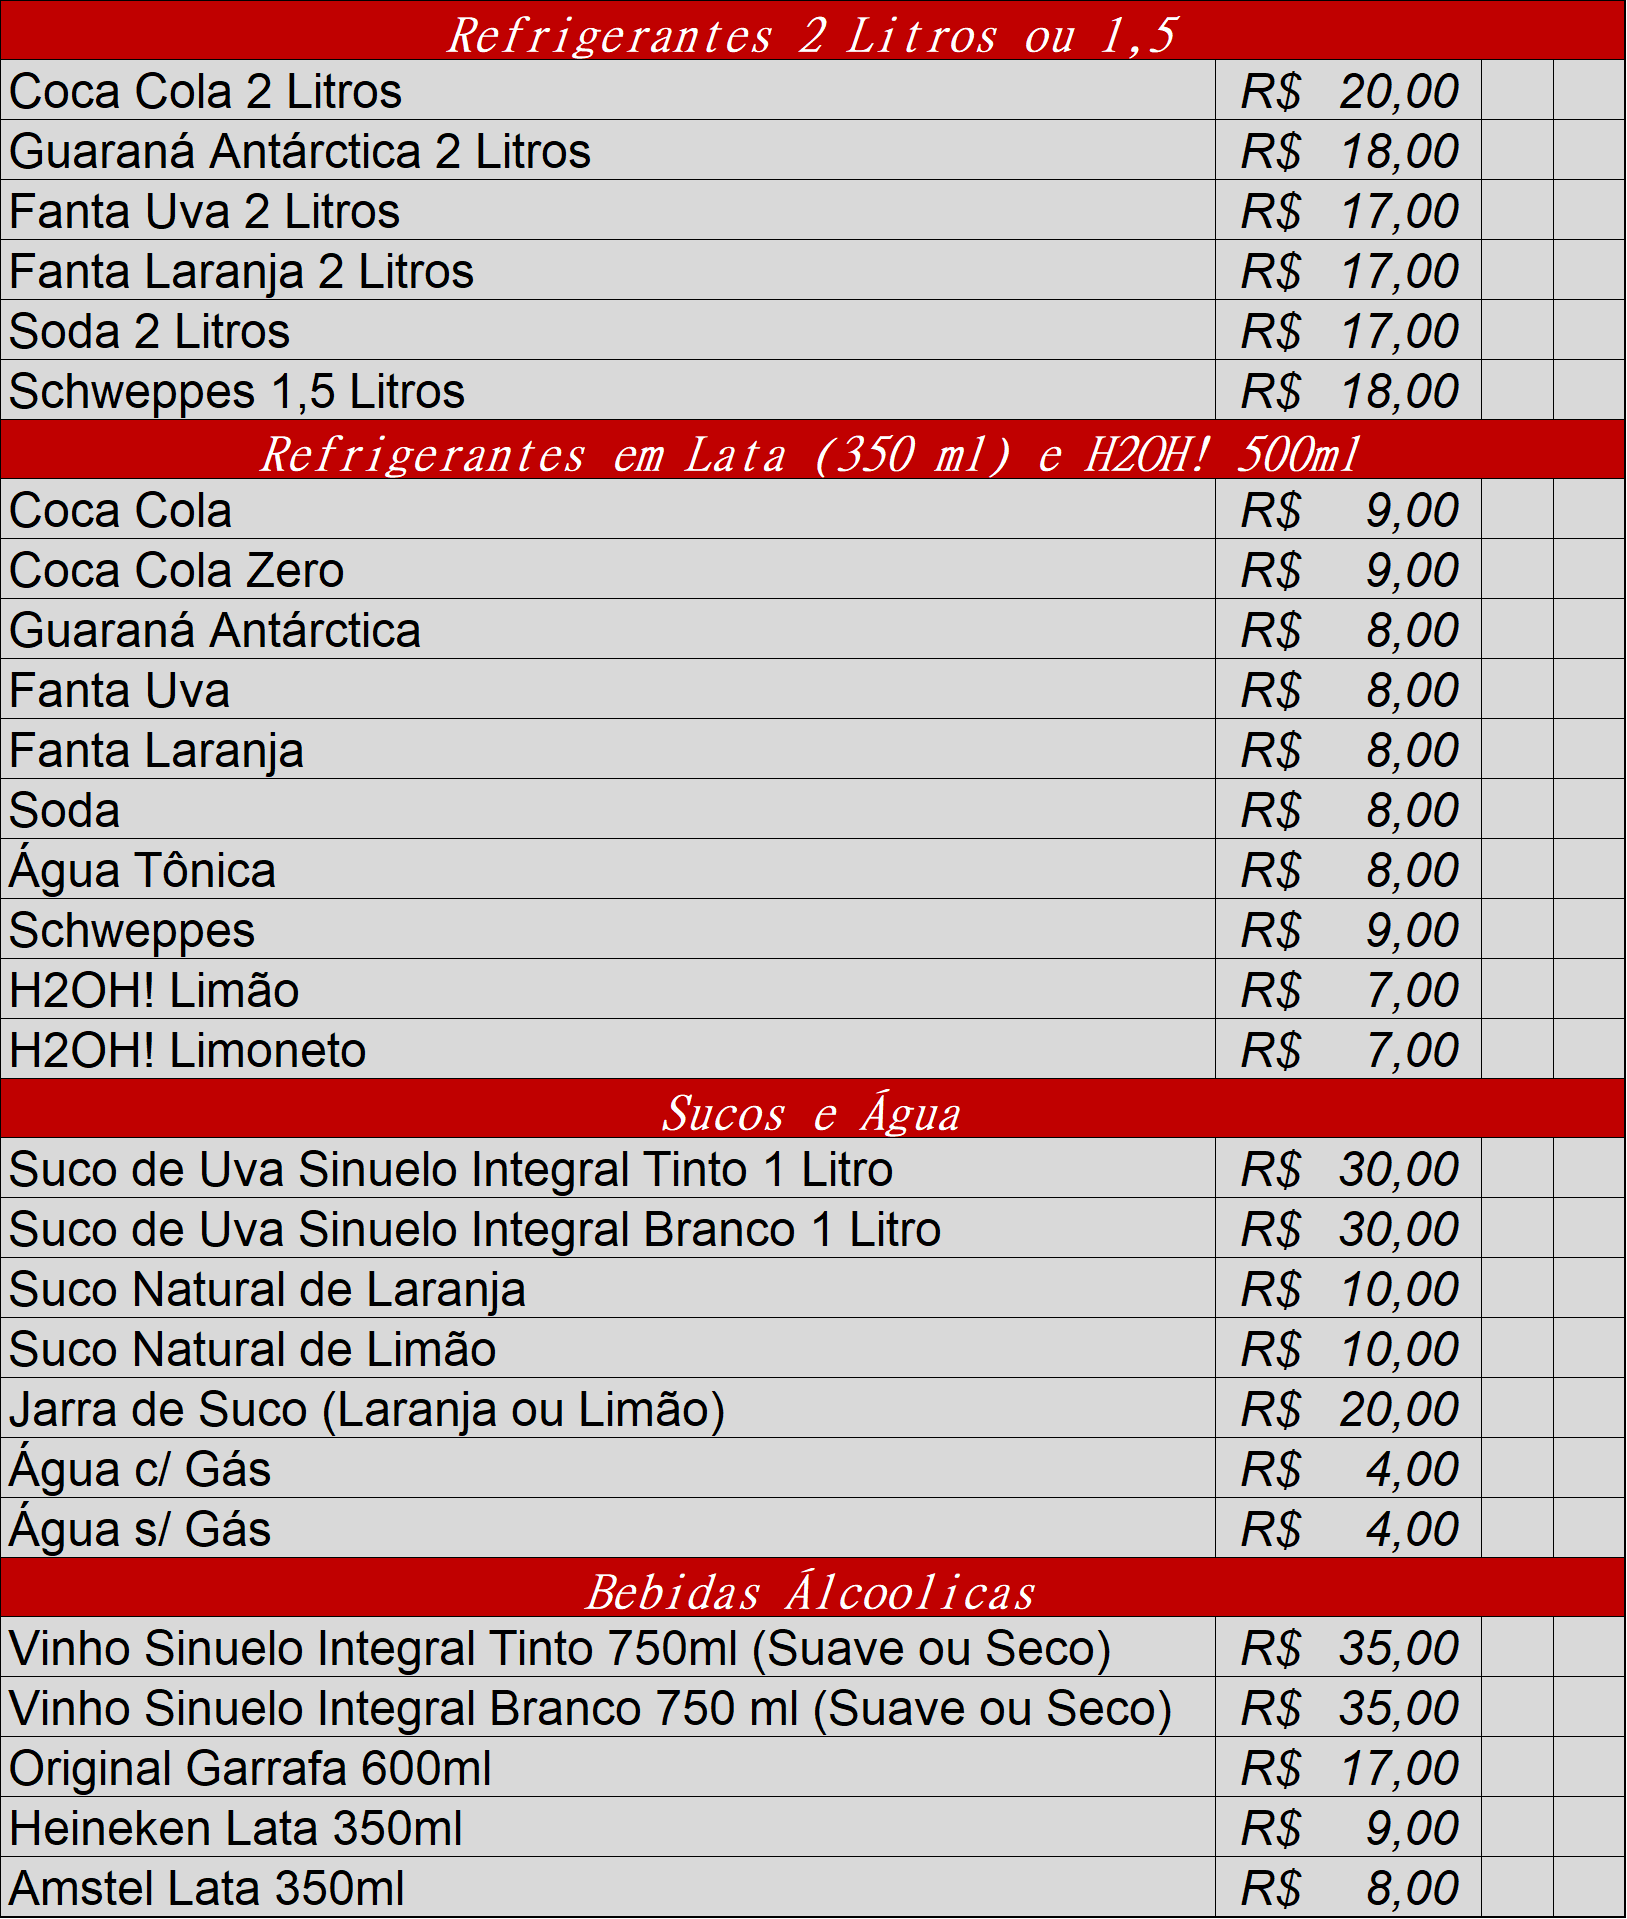 Refrigerantes 2 Litros ou 1,5
Coca Cola 2 Litros R$ 20,00
Guaraná Antárctica 2 Litros R$ 18,00
Fanta Uva 2 Litros R$ 17,00
Fanta Laranja 2 Litros R$ 17,00
Soda 2 Litros R$ 17,00
Schweppes 1,5 Litros R$ 18,00
Refrigerantes em Lata (350 ml) e H2OH! 500ml
Coca Cola R$ 9,00
Coca Cola Zero R$ 9,00
Guaraná Antárctica R$ 8,00
Fanta Uva R$ 8,00
Fanta Laranja R$ 8,00
Soda R$ 8,00
Água Tônica R$ 8,00
Schweppes R$ 9,00
H2OH! Limão R$ 7,00
H2OH! Limoneto R$ 7,00
Sucos e Água
Suco de Uva Sinuelo Integral Tinto 1 Litro R$ 30,00
Suco de Uva Sinuelo Integral Branco 1 Litro R$ 30,00
Suco Natural de Laranja R$ 10,00
Suco Natural de Limão R$ 10,00
Jarra de Suco (Laranja ou Limão) R$ 20,00
Água c/ Gás R$ 4,00
Água s/ Gás R$ 4,00
Bebidas Álcoolicas
Vinho Sinuelo Integral Tinto 750ml (Suave ou Seco) R$ 35,00
Vinho Sinuelo Integral Branco 750 ml (Suave ou Seco) R$ 35,00
Original Garrafa 600ml R$ 17,00
Heineken Lata 350ml R$ 9,00
Amstel Lata 350ml R$ 8,00